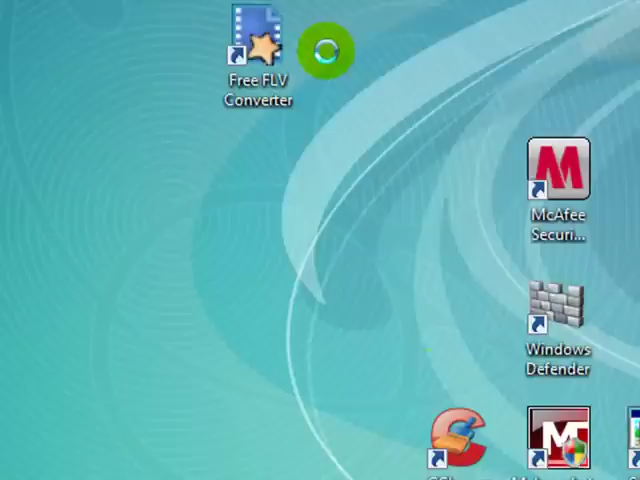 Free FLV
Converter
McAfee
Securi...
Windows
Defender